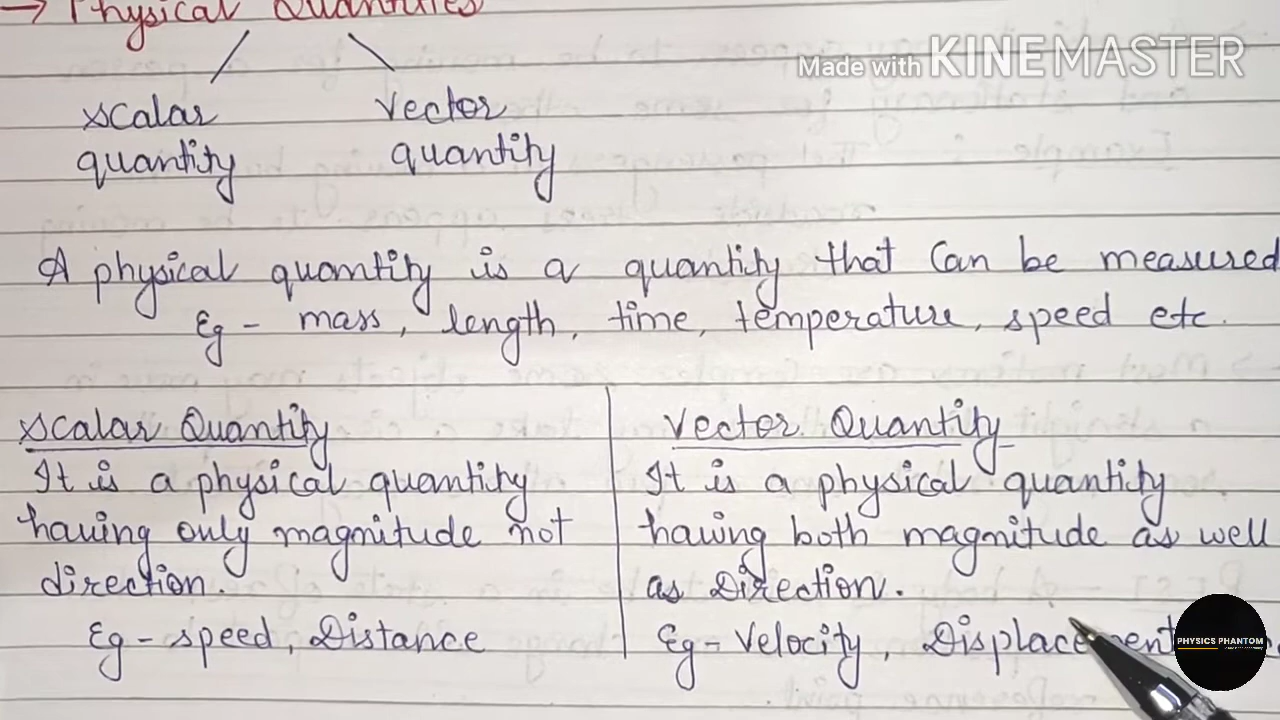 → Physical Quantities
Made with KINEMASTER
Scalar Vector
quantity quantity
A physical quantity is a quantity that Can be measured
Eg - mass, length, time, temperature, speed etc.
Scalar Quantity
It is a physical quantity
having only magnitude not
direction.
Eg - speed, Distance
Vector Quantity
It is a physical quantity
having both magnitude as well
as Direction.
Eg - Velocity, Displacement
PHYSICS PHANTOM